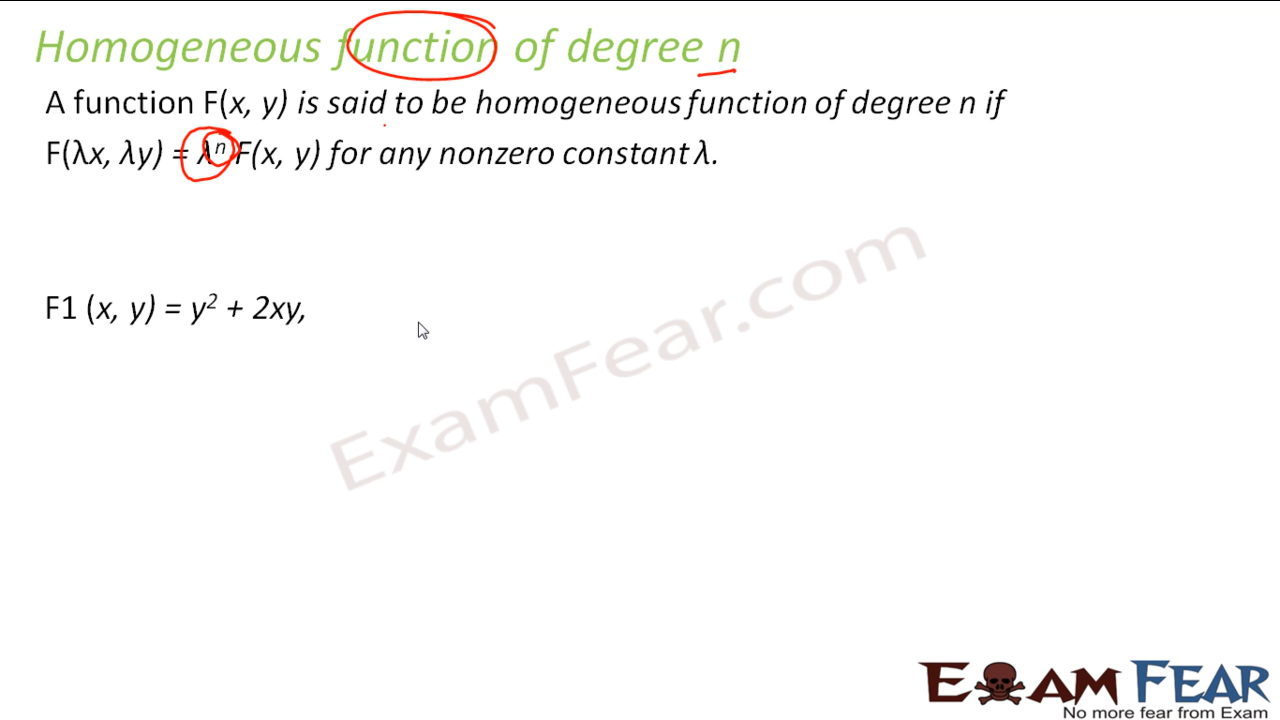 Homogeneous function of degree n
A function F(x, y) is said to be homogeneous function of degree n if
F(λx, λy) = λⁿ F(x, y) for any nonzero constant λ.
F1 (x, y) = y² + 2xy,
ExamFear.com
EXAM FEAR
No more fear from Exam